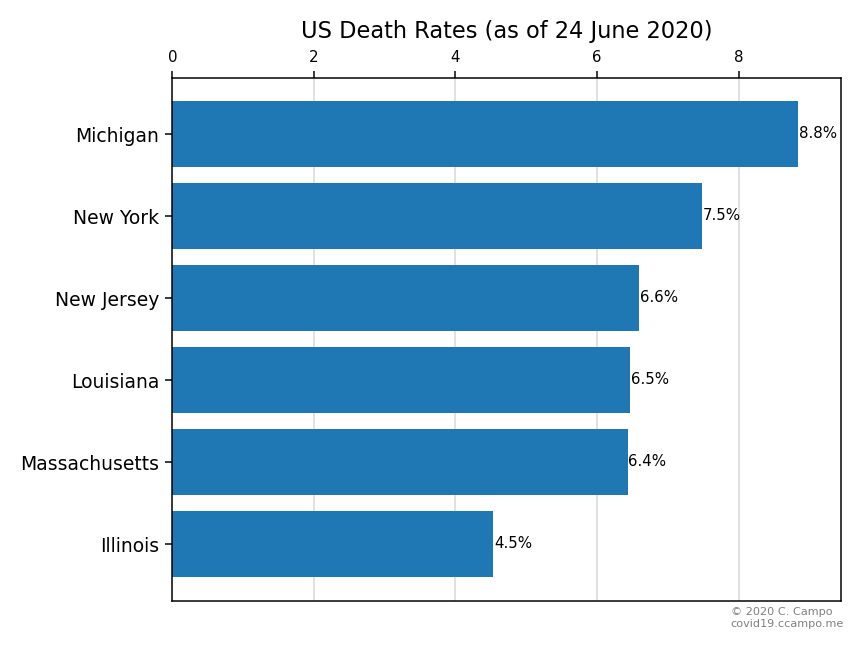 US Death Rates (as of 24 June 2020)
0 2 4 6 8
Michigan 8.8%
New York 7.5%
New Jersey 6.6%
Louisiana 6.5%
Massachusetts 6.4%
Illinois 4.5%
© 2020 C. Campo
covid19.ccampo.me